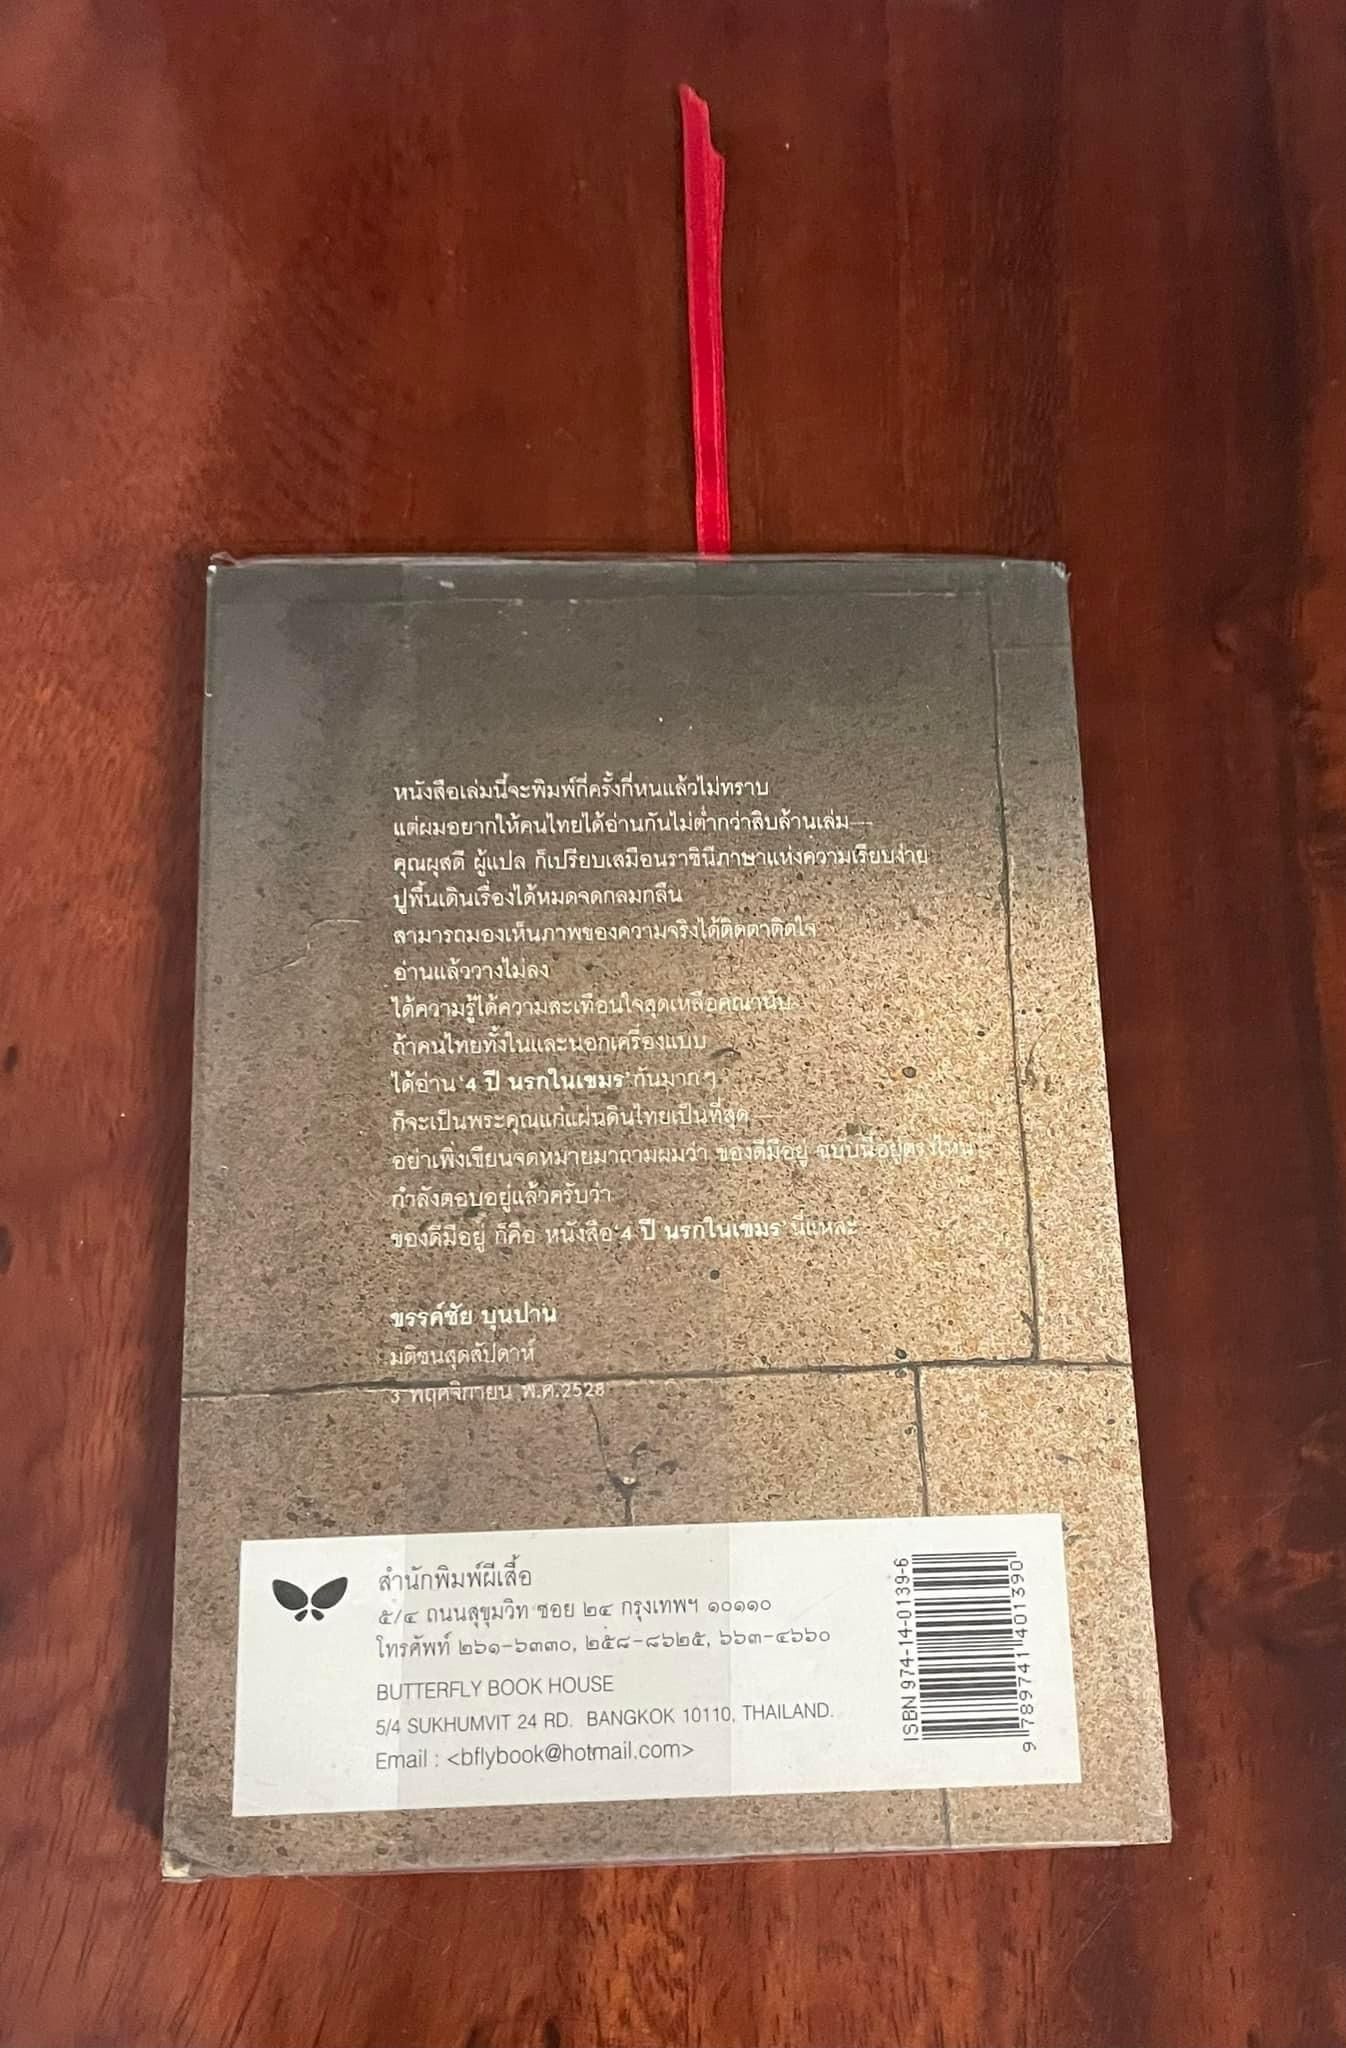 หนังสือเล่มนี้จะพิมพ์กี่ครั้งกี่หนแล้วไม่ทราบ
แต่ผมอยากให้คนไทยได้อ่านกันไม่ต่ำกว่าสิบล้านเล่ม—
คุณผุสดี ผู้แปล ก็เปรียบเสมือนราชินีภาษาแห่งความเรียบง่าย
ปูพื้นเดินเรื่องได้หมดจดกลมกลืน
สามารถมองเห็นภาพของความจริงได้ติดตาติดใจ
อ่านแล้ววางไม่ลง
ได้ความรู้ได้ความสะเทือนใจสุดเหลือคณานับ
ถ้าคนไทยทั้งในและนอกเครื่องแบบ
ได้อ่าน '4 ปี นรกในเขมร' กันมากๆ
ก็จะเป็นพระคุณแก่แผ่นดินไทยเป็นที่สุด—
อย่าเพิ่งเขียนจดหมายมาถามผมว่า ของดีมีอยู่ ฉบับนี้อยู่ตรงไหน
กำลังตอบอยู่แล้วครับว่า
ของดีมีอยู่ ก็คือ หนังสือ '4 ปี นรกในเขมร' นี่แหละ
ขรรค์ชัย บุนปาน
มติชนสุดสัปดาห์
3 พฤศจิกายน พ.ศ.2528
สำนักพิมพ์ผีเสื้อ
๕/๔ ถนนสุขุมวิท ซอย ๒๔ กรุงเทพฯ ๑๐๑๑๐
โทรศัพท์ ๒๖๑-๖๓๓๐, ๒๕๘-๘๖๒๕, ๖๖๓-๔๖๖๐
BUTTERFLY BOOK HOUSE
5/4 SUKHUMVIT 24 RD. BANGKOK 10110, THAILAND.
Email : <bflybook@hotmail.com>
ISBN 974-14-0139-6
9 789741 401390